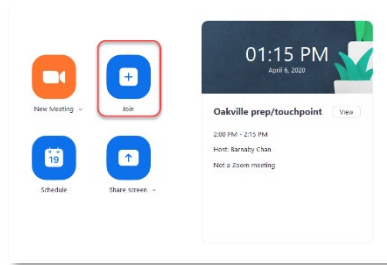 01:15 PM
April 6, 2020
New Meeting
Join
Oakville prep/touchpoint
View
2:00 PM - 2:15 PM
Host: Barnaby Chan
Not a Zoom meeting
19
Schedule
Share screen